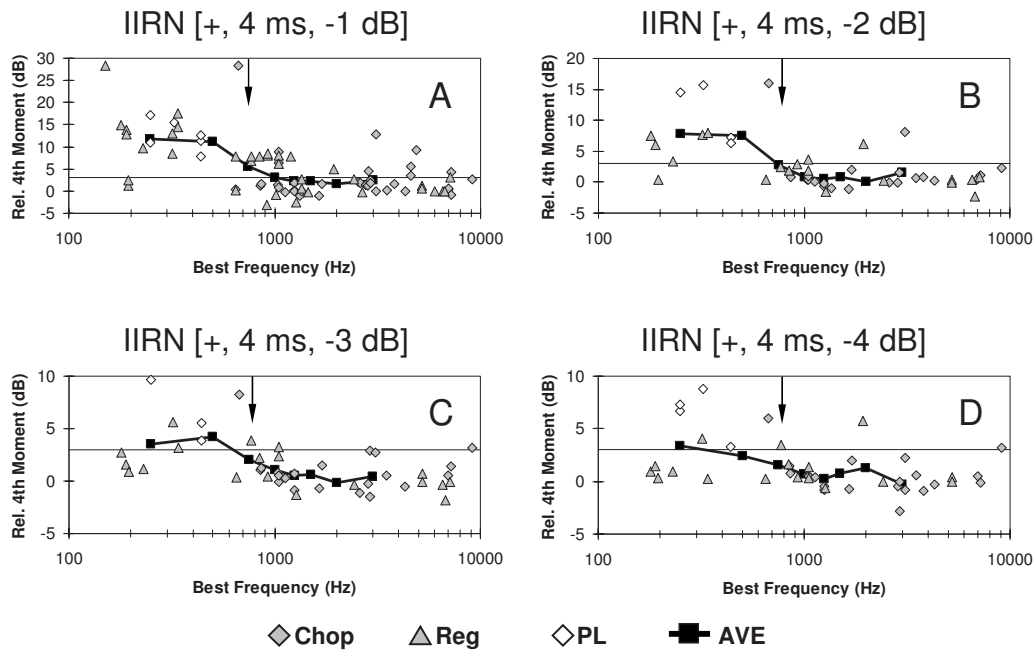 IIRN [+, 4 ms, -1 dB]
IIRN [+, 4 ms, -2 dB]
Rel. 4th Moment (dB)
30
25
20
15
10
5
0
-5
A
100
1000
10000
Best Frequency (Hz)
Rel. 4th Moment (dB)
20
15
10
5
0
-5
B
100
1000
10000
Best Frequency (Hz)
IIRN [+, 4 ms, -3 dB]
IIRN [+, 4 ms, -4 dB]
Rel. 4th Moment (dB)
10
5
0
-5
C
100
1000
10000
Best Frequency (Hz)
Rel. 4th Moment (dB)
10
5
0
-5
D
100
1000
10000
Best Frequency (Hz)
Chop Reg PL AVE